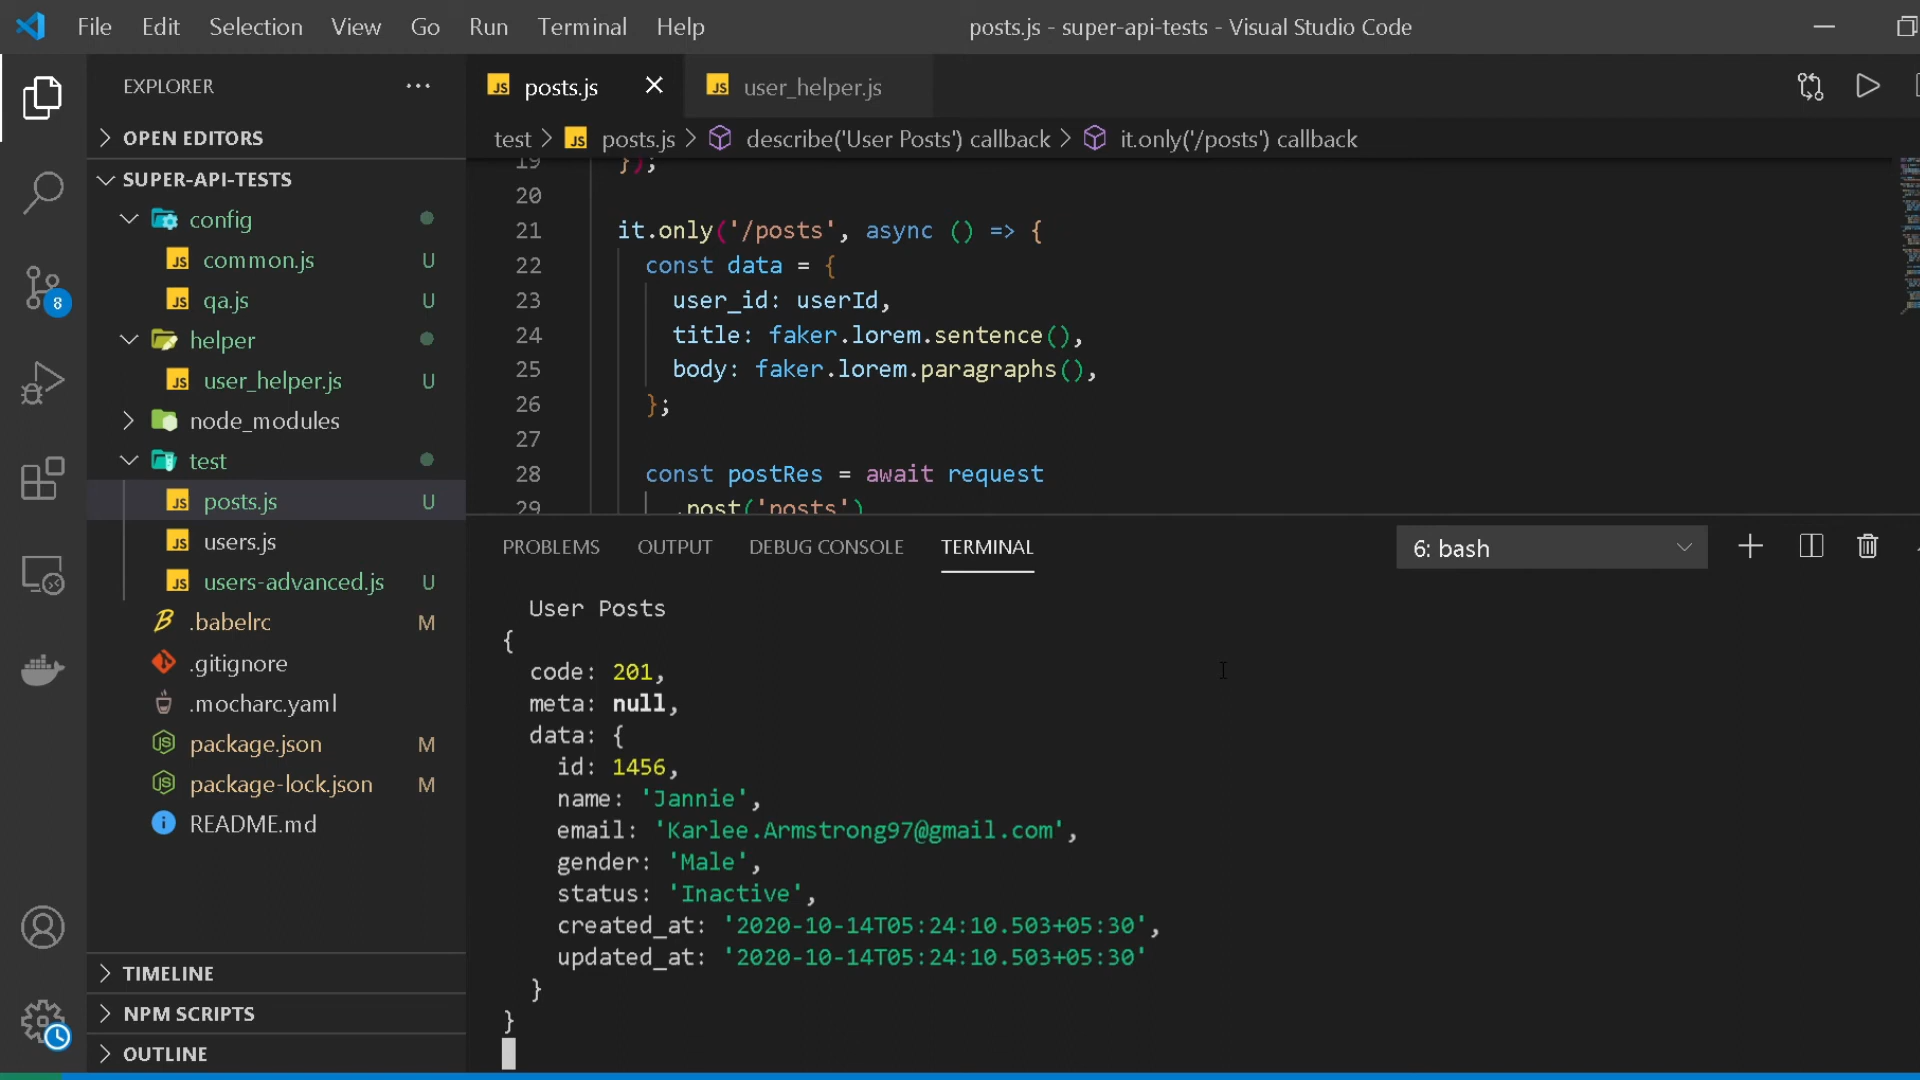 File Edit Selection View Go Run Terminal Help posts.js - super-api-tests - Visual Studio Code
EXPLORER ···
OPEN EDITORS
SUPER-API-TESTS
config
common.js U
qa.js U
helper
user_helper.js U
node_modules
test
posts.js U
users.js
users-advanced.js U
.babelrc M
.gitignore
.mocharc.yaml
package.json M
package-lock.json M
README.md
TIMELINE
NPM SCRIPTS
OUTLINE
8
JS posts.js JS user_helper.js
test > JS posts.js > describe('User Posts') callback > it.only('/posts') callback
19 });
20
21 it.only('/posts', async () => {
22 const data = {
23 user_id: userId,
24 title: faker.lorem.sentence(),
25 body: faker.lorem.paragraphs(),
26 };
27
28 const postRes = await request
29 .post('posts')
PROBLEMS OUTPUT DEBUG CONSOLE TERMINAL 6: bash
User Posts
{
code: 201,
meta: null,
data: {
id: 1456,
name: 'Jannie',
email: 'Karlee.Armstrong97@gmail.com',
gender: 'Male',
status: 'Inactive',
created_at: '2020-10-14T05:24:10.503+05:30',
updated_at: '2020-10-14T05:24:10.503+05:30'
}
}